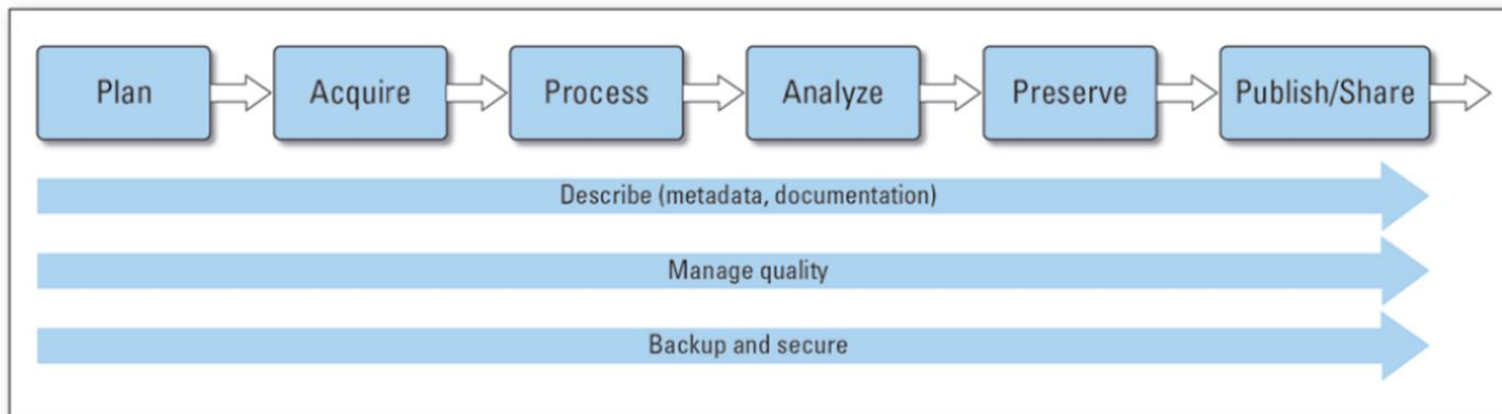 Plan
Acquire
Process
Analyze
Preserve
Publish/Share
Describe (metadata, documentation)
Manage quality
Backup and secure